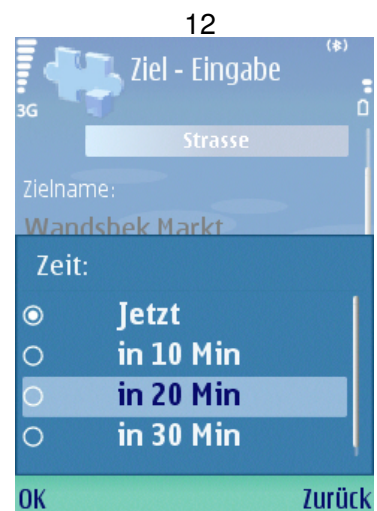 12
Ziel - Eingabe
3G
Strasse
Zielname:
Wandsbek Markt
Zeit:
Jetzt
in 10 Min
in 20 Min
in 30 Min
OK Zurück